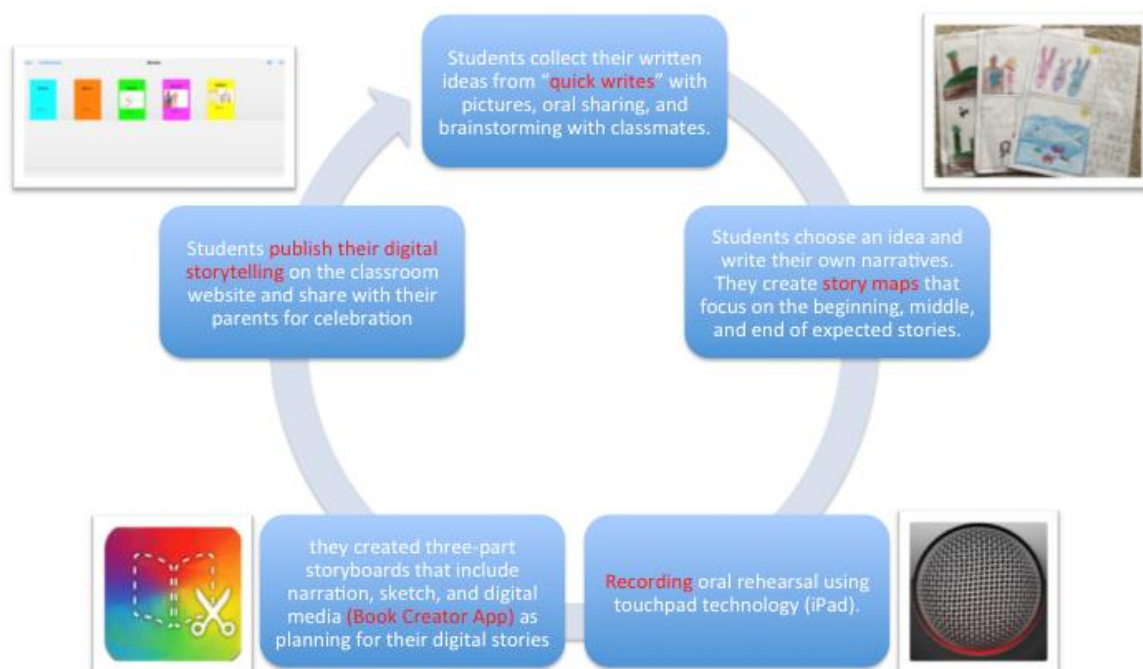 Students collect their written
ideas from “quick writes” with
pictures, oral sharing, and
brainstorming with classmates.
Students choose an idea and
write their own narratives.
They create story maps that
focus on the beginning, middle,
and end of expected stories.
Recording oral rehearsal using
touchpad technology (iPad).
they created three-part
storyboards that include
narration, sketch, and digital
media (Book Creator App) as
planning for their digital stories
Students publish their digital
storytelling on the classroom
website and share with their
parents for celebration